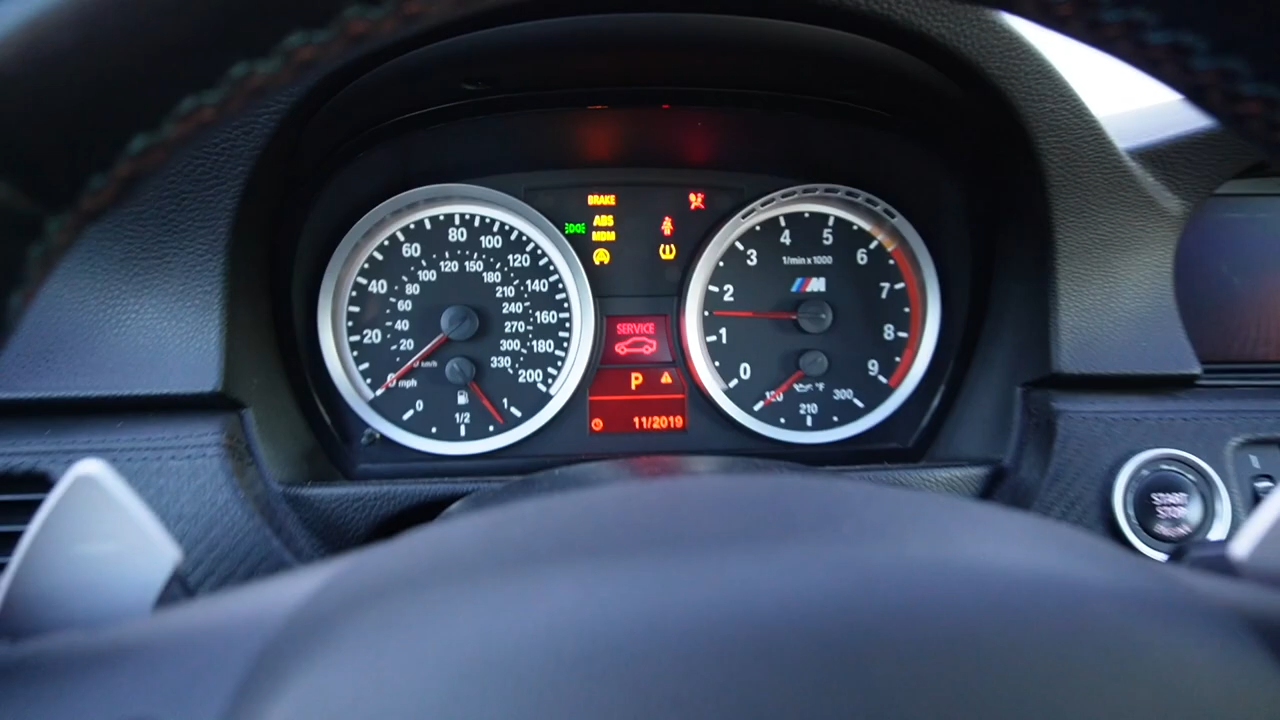 BRAKE
ABS
MDM
0 20 40 60 80 100 120 140 160 180 200
mph
20 40 60 80 100 120 150 180 210 240 270 300 330
km/h
0 1/2 1
SERVICE
P
11/2019
0 1 2 3 4 5 6 7 8 9
1/min x 1000
M
120 °F 300
210
START
STOP